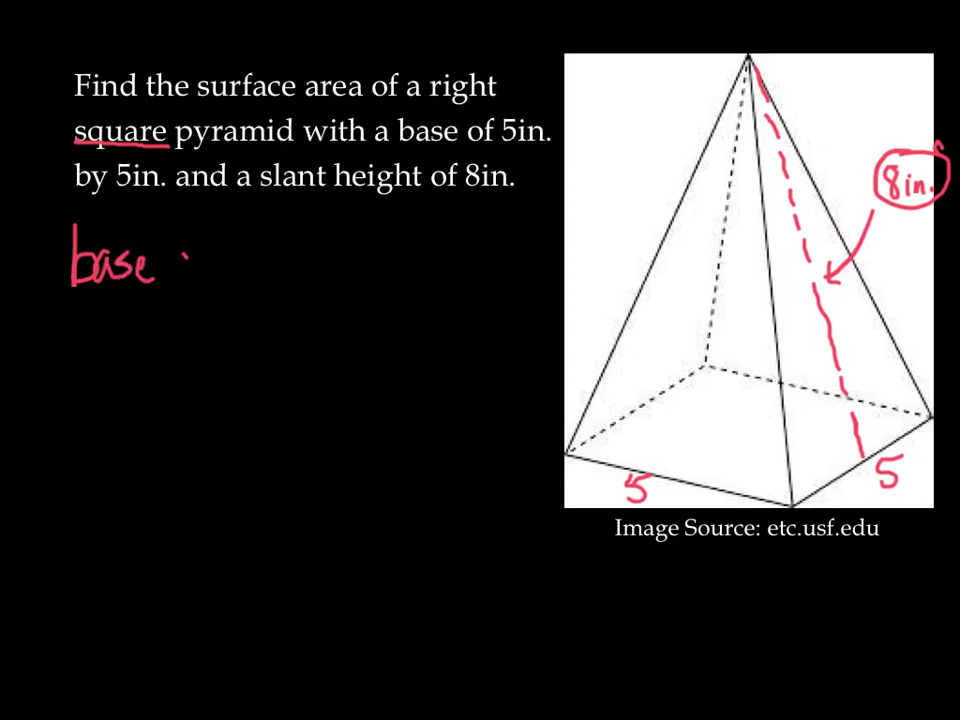 Find the surface area of a right
square pyramid with a base of 5in.
by 5in. and a slant height of 8in.
base
8in.
5
5
Image Source: etc.usf.edu